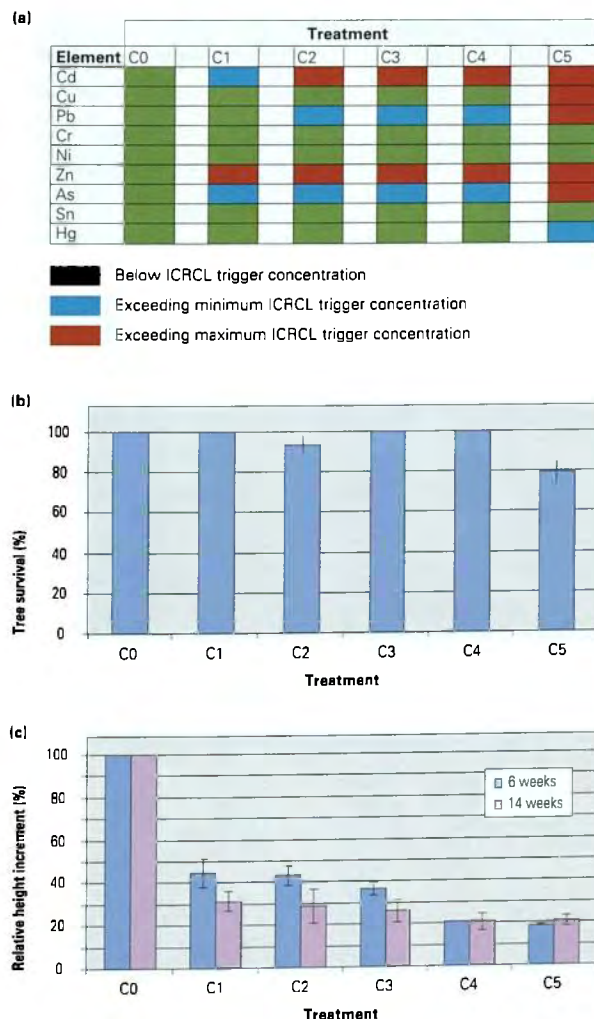 (a)
Treatment
Element C0 C1 C2 C3 C4 C5
Cd
Cu
Pb
Cr
Ni
Zn
As
Sn
Hg
Below ICRCL trigger concentration
Exceeding minimum ICRCL trigger concentration
Exceeding maximum ICRCL trigger concentration
(b)
Tree survival (%)
100
80
60
40
20
0
C0 C1 C2 C3 C4 C5
Treatment
(c)
Relative height increment (%)
100
80
60
40
20
0
6 weeks
14 weeks
C0 C1 C2 C3 C4 C5
Treatment